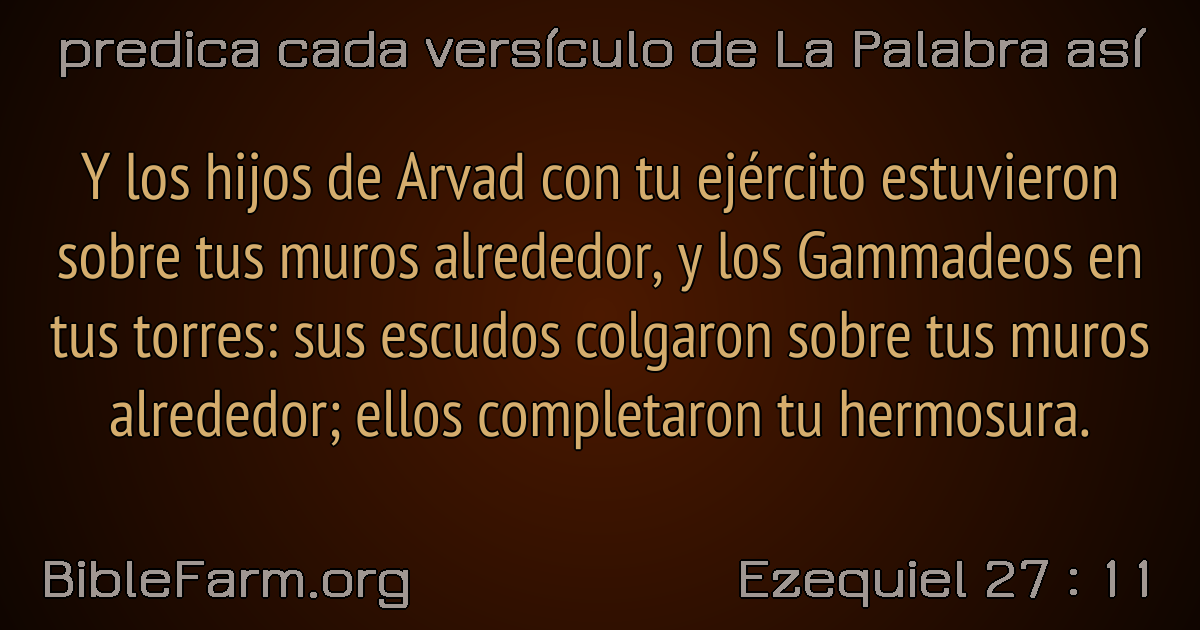 predica cada versículo de La Palabra así
Y los hijos de Arvad con tu ejército estuvieron
sobre tus muros alrededor, y los Gammadeos en
tus torres: sus escudos colgaron sobre tus muros
alrededor; ellos completaron tu hermosura.
BibleFarm.org
Ezequiel 27 : 11